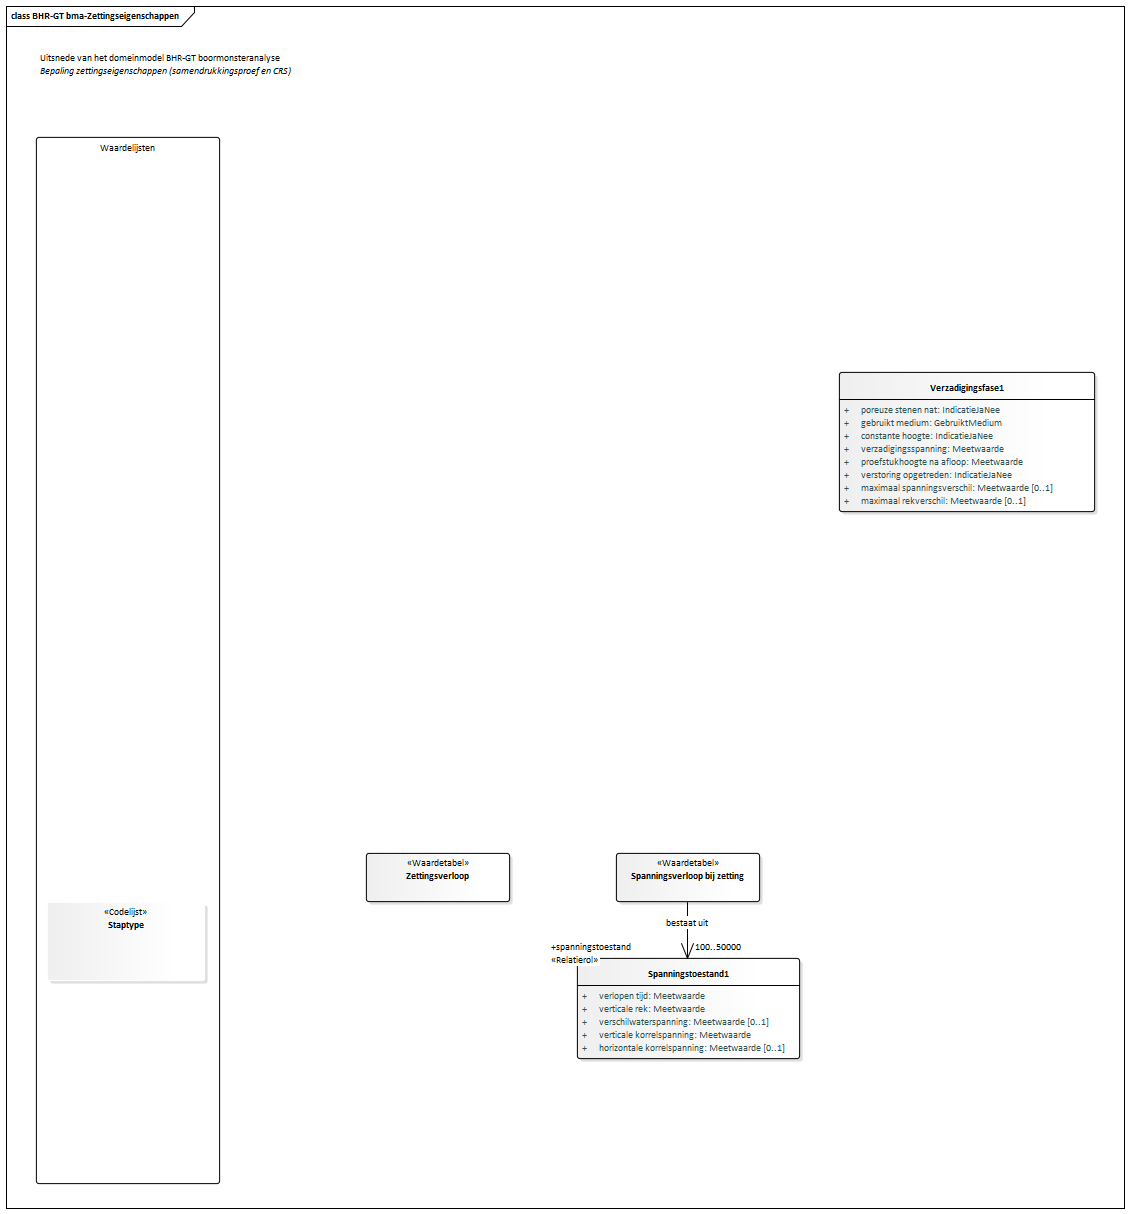 class BHR-GT bma-Zettingseigenschappen
Uitsnede van het domeinmodel BHR-GT boormonsteranalyse
Bepaling zettingseigenschappen (samendrukkingsproef en CRS)
Waardelijsten
Verzadigingsfase1
+ poreuze stenen nat: IndicatieJaNee
+ gebruikt medium: GebruiktMedium
+ constante hoogte: IndicatieJaNee
+ verzadigingsspanning: Meetwaarde
+ proefstukhoogte na afloop: Meetwaarde
+ verstoring opgetreden: IndicatieJaNee
+ maximaal spanningsverschil: Meetwaarde [0..1]
+ maximaal rekverschil: Meetwaarde [0..1]
«Waardetabel»
Zettingsverloop
«Waardetabel»
Spanningsverloop bij zetting
«Codelijst»
Staptype
bestaat uit
+spanningstoestand
100..50000
«Relatierol»
Spanningstoestand1
+ verlopen tijd: Meetwaarde
+ verticale rek: Meetwaarde
+ verschilwaterspanning: Meetwaarde [0..1]
+ verticale korrelspanning: Meetwaarde
+ horizontale korrelspanning: Meetwaarde [0..1]